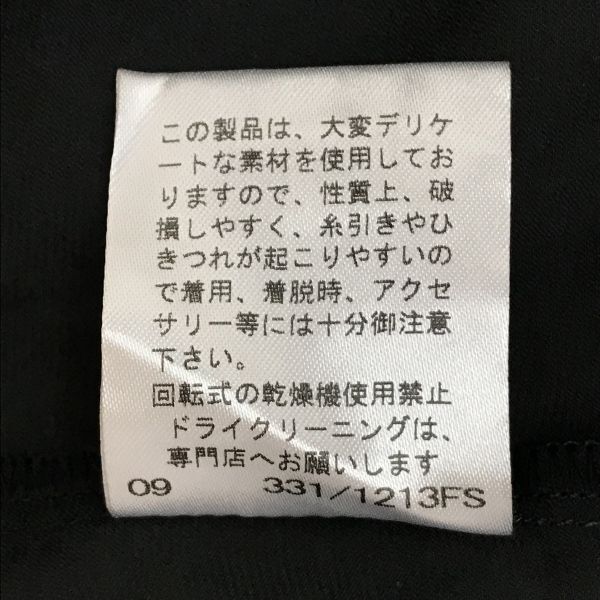 この製品は、大変デリケ
ートな素材を使用してお
りますので、性質上、破
損しやすく、糸引きやひ
きつれが起こりやすいの
で着用、着脱時、アクセ
サリー等には十分御注意
下さい。
回転式の乾燥機使用禁止
ドライクリーニングは、
専門店へお願いします
09 331/1213FS